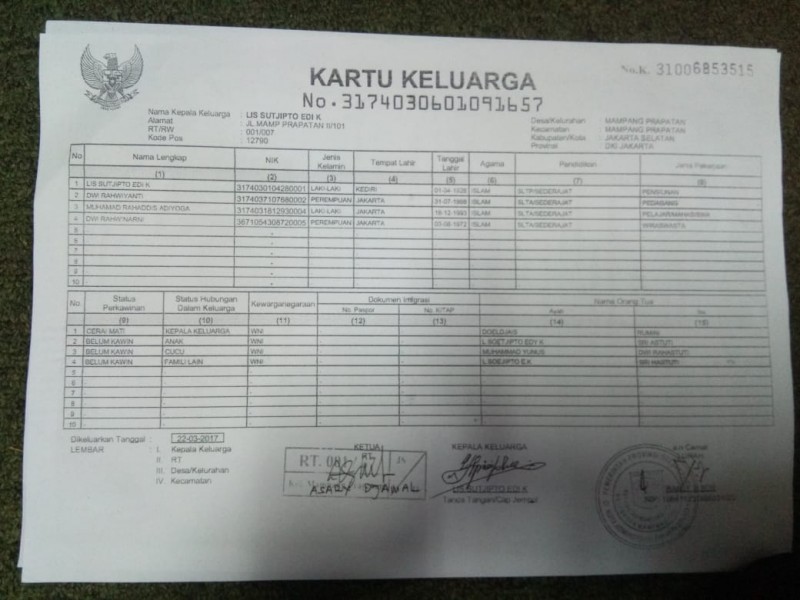 No.K. 31006853515
KARTU KELUARGA
No. 3174030601091657
Nama Kepala Keluarga : LIS SUTJIPTO EDI K
Alamat : JL.MAMP PRAPATAN II/101
RT/RW : 001/007
Kode Pos : 12790
Desa/Kelurahan : MAMPANG PRAPATAN
Kecamatan : MAMPANG PRAPATAN
Kabupaten/Kota : JAKARTA SELATAN
Provinsi : DKI JAKARTA
No Nama Lengkap NIK Jenis Kelamin Tempat Lahir Tanggal Lahir Agama Pendidikan Jenis Pekerjaan
(1) (2) (3) (4) (5) (6) (7) (8)
1 LIS SUTJIPTO EDI K 3174030104280001 LAKI-LAKI KEDIRI 01-04-1928 ISLAM SLTP/SEDERAJAT PENSIUNAN
2 DWI RAHWIYANTI 3174037107680002 PEREMPUAN JAKARTA 31-07-1968 ISLAM SLTA/SEDERAJAT PEDAGANG
3 MUHAMAD RAHADDIS ADIYOGA 3174031812930004 LAKI-LAKI JAKARTA 18-12-1993 ISLAM SLTA/SEDERAJAT
4 DWI RAHWINARNI 3671054308720005 PEREMPUAN JAKARTA 03-08-1972 ISLAM SLTA/SEDERAJAT WIRASWASTA
5 -
6 -
7 -
8 -
9 -
10 -
No Status Perkawinan Status Hubungan Dalam Keluarga Kewarganegaraan Dokumen Imigrasi Nama Orang Tua
No. Paspor No. KITAP Ayah Ibu
(9) (10) (11) (12) (13) (14) (15)
1 CERAI MATI KEPALA KELUARGA WNI DOELDJAIS
2 BELUM KAWIN ANAK WNI L SOETJIPTO EDY K SRI ASTUTI
3 BELUM KAWIN CUCU WNI MUHAMMAD YUNUS DWI RAHASTUTI
4 BELUM KAWIN FAMILI LAIN WNI L SOEJIPTO E.K SRI HASTUTI
5
6
7
8
9
10
Dikeluarkan Tanggal : 22-03-2017
LEMBAR : I. Kepala Keluarga
II. RT
III. Desa/Kelurahan
IV. Kecamatan
KETUA
RT. 001
ASARY DJAMAL
KEPALA KELUARGA
LIS SUTJIPTO EDI K
Tanda Tangan/Cap Jempol
a.n Camat